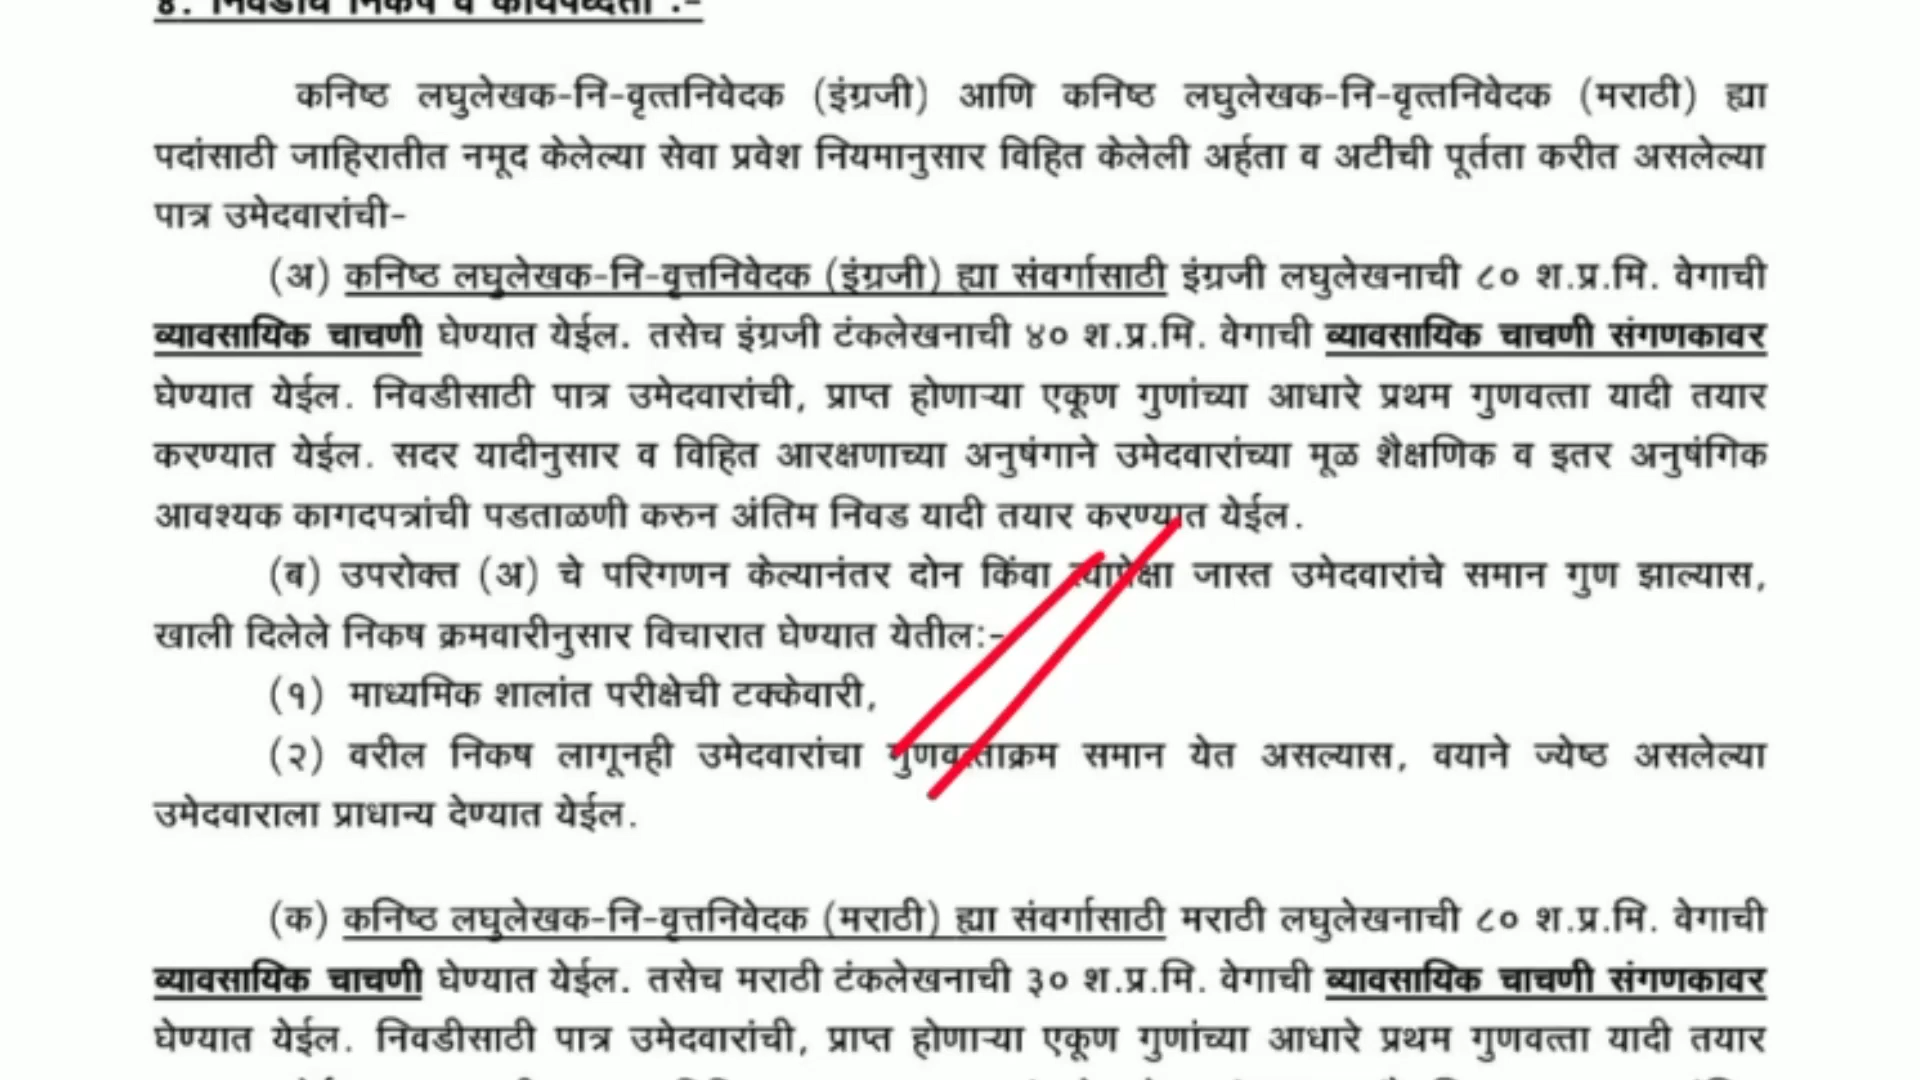 ४. निवडीचे निकष व कार्यपध्दती :-
कनिष्ठ लघुलेखक-नि-वृत्तनिवेदक (इंग्रजी) आणि कनिष्ठ लघुलेखक-नि-वृत्तनिवेदक (मराठी) ह्या
पदांसाठी जाहिरातीत नमूद केलेल्या सेवा प्रवेश नियमानुसार विहित केलेली अर्हता व अटींची पूर्तता करीत असलेल्या
पात्र उमेदवारांची-
(अ) कनिष्ठ लघुलेखक-नि-वृत्तनिवेदक (इंग्रजी) ह्या संवर्गासाठी इंग्रजी लघुलेखनाची ८० श.प्र.मि. वेगाची
व्यावसायिक चाचणी घेण्यात येईल. तसेच इंग्रजी टंकलेखनाची ४० श.प्र.मि. वेगाची व्यावसायिक चाचणी संगणकावर
घेण्यात येईल. निवडीसाठी पात्र उमेदवारांची, प्राप्त होणाऱ्या एकूण गुणांच्या आधारे प्रथम गुणवत्ता यादी तयार
करण्यात येईल. सदर यादीनुसार व विहित आरक्षणाच्या अनुषंगाने उमेदवारांच्या मूळ शैक्षणिक व इतर अनुषंगिक
आवश्यक कागदपत्रांची पडताळणी करुन अंतिम निवड यादी तयार करण्यात येईल.
(ब) उपरोक्त (अ) चे परिगणन केल्यानंतर दोन किंवा त्यापेक्षा जास्त उमेदवारांचे समान गुण झाल्यास,
खाली दिलेले निकष क्रमवारीनुसार विचारात घेण्यात येतील:-
(१) माध्यमिक शालांत परीक्षेची टक्केवारी,
(२) वरील निकष लागूनही उमेदवारांचा गुणवत्ताक्रम समान येत असल्यास, वयाने ज्येष्ठ असलेल्या
उमेदवाराला प्राधान्य देण्यात येईल.
(क) कनिष्ठ लघुलेखक-नि-वृत्तनिवेदक (मराठी) ह्या संवर्गासाठी मराठी लघुलेखनाची ८० श.प्र.मि. वेगाची
व्यावसायिक चाचणी घेण्यात येईल. तसेच मराठी टंकलेखनाची ३० श.प्र.मि. वेगाची व्यावसायिक चाचणी संगणकावर
घेण्यात येईल. निवडीसाठी पात्र उमेदवारांची, प्राप्त होणाऱ्या एकूण गुणांच्या आधारे प्रथम गुणवत्ता यादी तयार